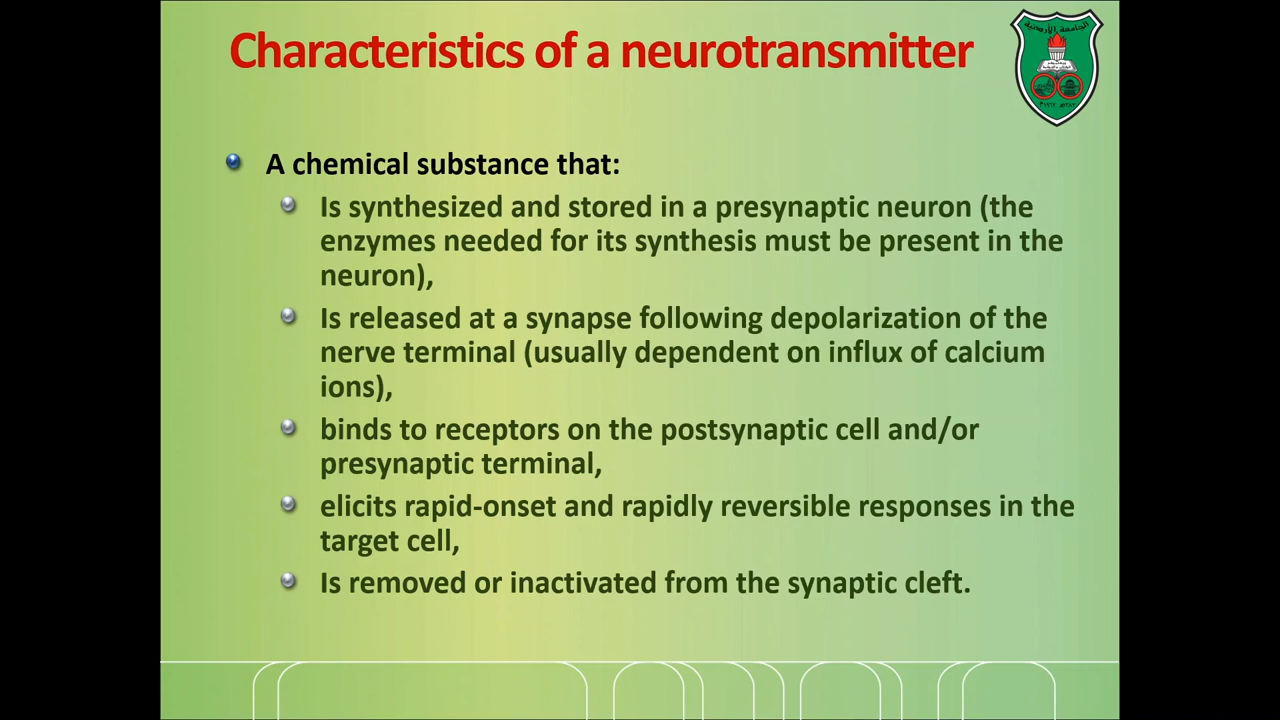 Characteristics of a neurotransmitter
الجامعة الأردنية
A chemical substance that:
Is synthesized and stored in a presynaptic neuron (the
enzymes needed for its synthesis must be present in the
neuron),
Is released at a synapse following depolarization of the
nerve terminal (usually dependent on influx of calcium
ions),
binds to receptors on the postsynaptic cell and/or
presynaptic terminal,
elicits rapid-onset and rapidly reversible responses in the
target cell,
Is removed or inactivated from the synaptic cleft.